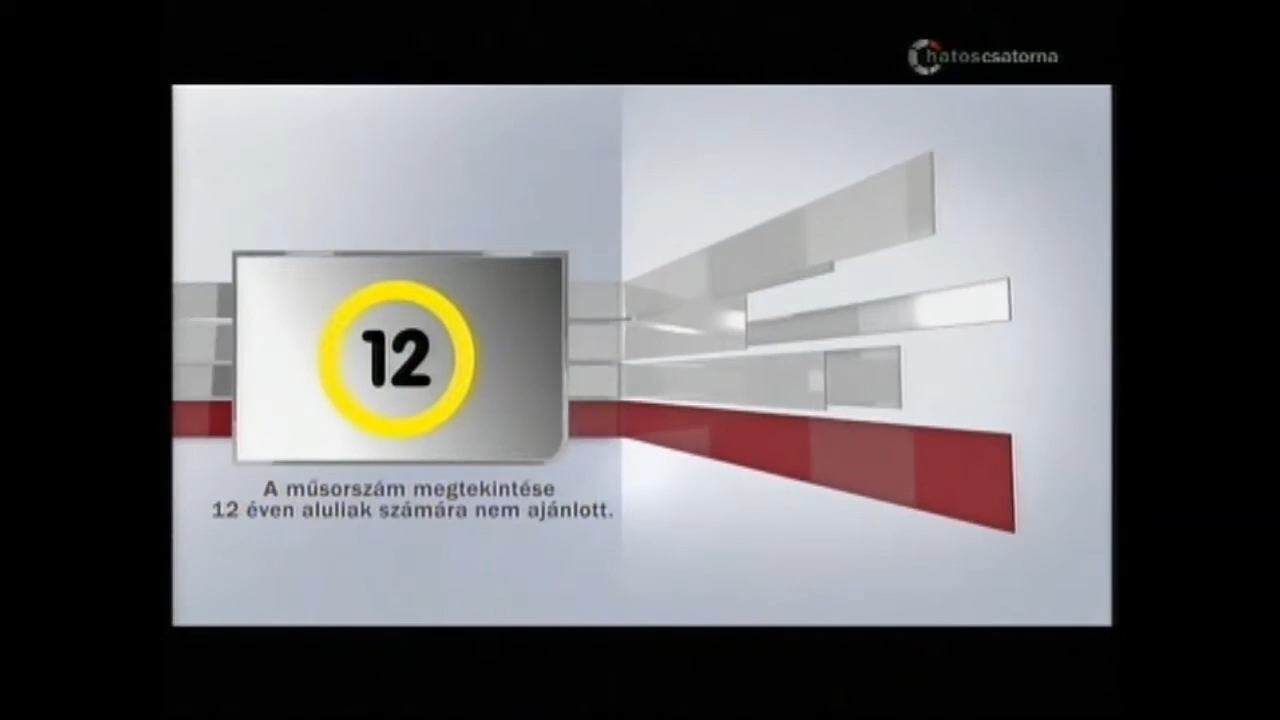 hatoscsatorna
12
A műsorszám megtekintése
12 éven aluliak számára nem ajánlott.